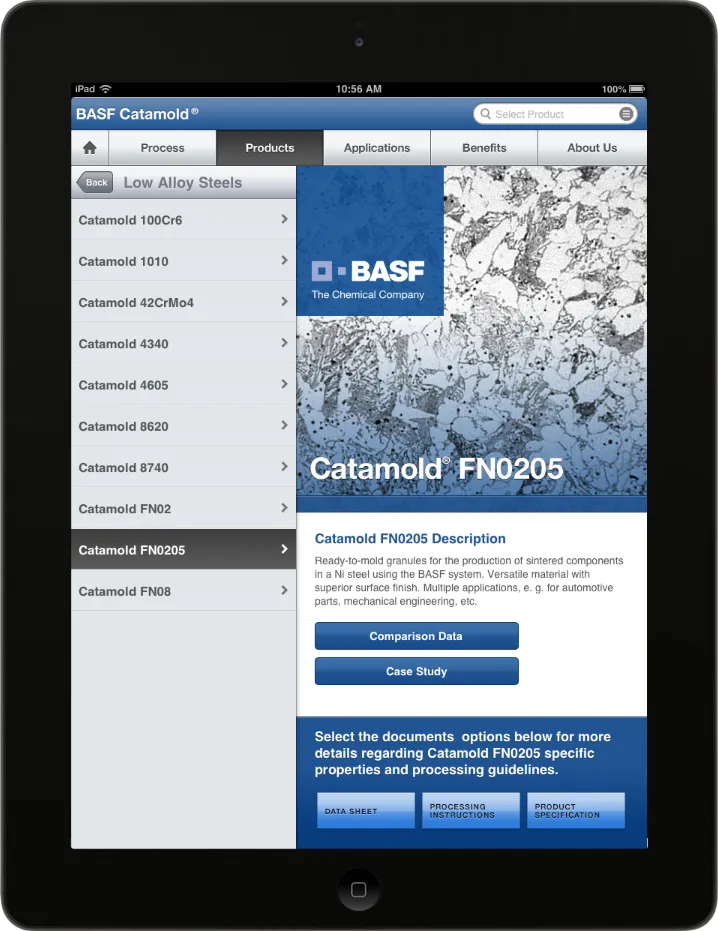 iPad 10:56 AM 100%
BASF Catamold® Select Product
Process Products Applications Benefits About Us
Back Low Alloy Steels
Catamold 100Cr6
Catamold 1010
Catamold 42CrMo4
Catamold 4340
Catamold 4605
Catamold 8620
Catamold 8740
Catamold FN02
Catamold FN0205
Catamold FN08
BASF
The Chemical Company
Catamold® FN0205
Catamold FN0205 Description
Ready-to-mold granules for the production of sintered components
in a Ni steel using the BASF system. Versatile material with
superior surface finish. Multiple applications, e. g. for automotive
parts, mechanical engineering, etc.
Comparison Data
Case Study
Select the documents  options below for more
details regarding Catamold FN0205 specific
properties and processing guidelines.
DATA SHEET
PROCESSING
INSTRUCTIONS
PRODUCT
SPECIFICATION